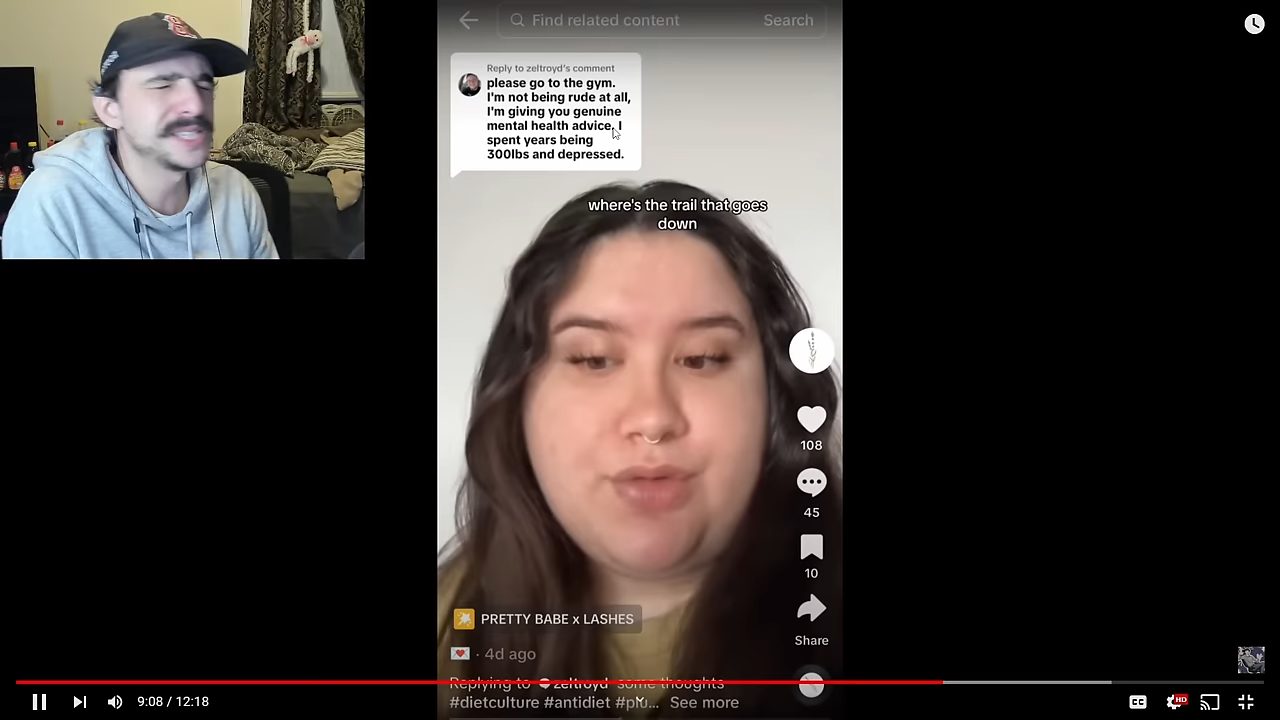 Find related content
Search
Reply to zeltroyd's comment
please go to the gym.
I'm not being rude at all,
I'm giving you genuine
mental health advice. I
spent years being
300lbs and depressed.
where's the trail that goes
down
108
45
10
Share
PRETTY BABE x LASHES
· 4d ago
Replying to zeltroyd some thoughts
#dietculture #antidiet #plu... See more
9:08 / 12:18
CC
HD